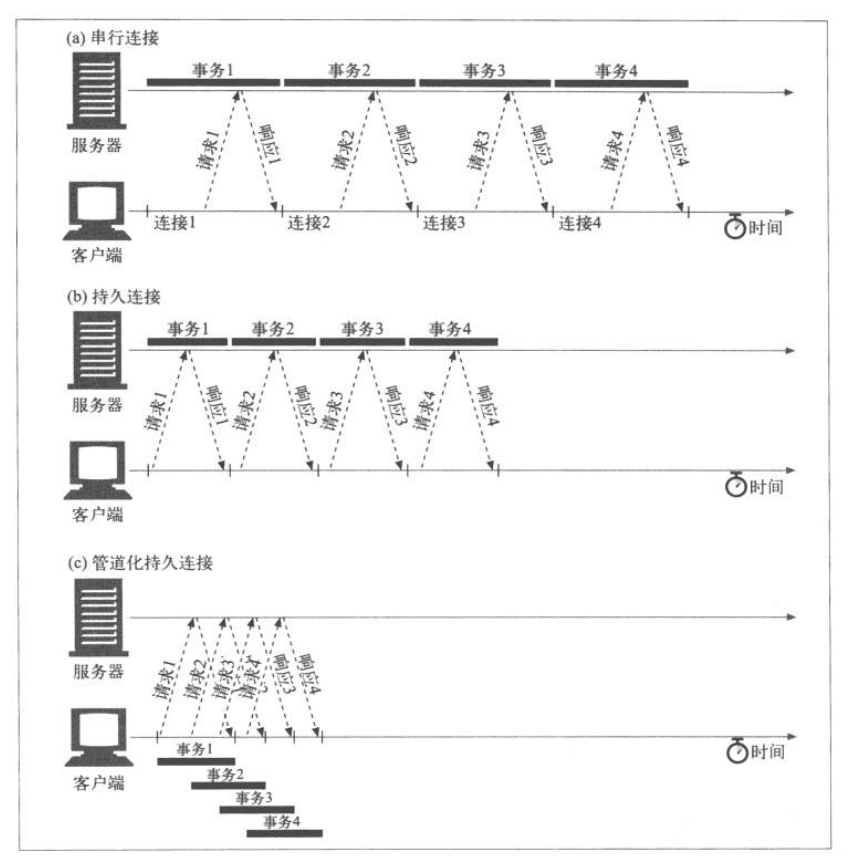 (a) 串行连接
事务1 事务2 事务3 事务4
请求1 响应1 请求2 响应2 请求3 响应3 请求4 响应4
服务器
连接1 连接2 连接3 连接4
时间
客户端
(b) 持久连接
事务1 事务2 事务3 事务4
请求1 响应1 请求2 响应2 请求3 响应3 请求4 响应4
服务器
时间
客户端
(c) 管道化持久连接
请求1 请求2 请求3 请求4 响应3 响应4
服务器
时间
事务1
客户端
事务2
事务3
事务4